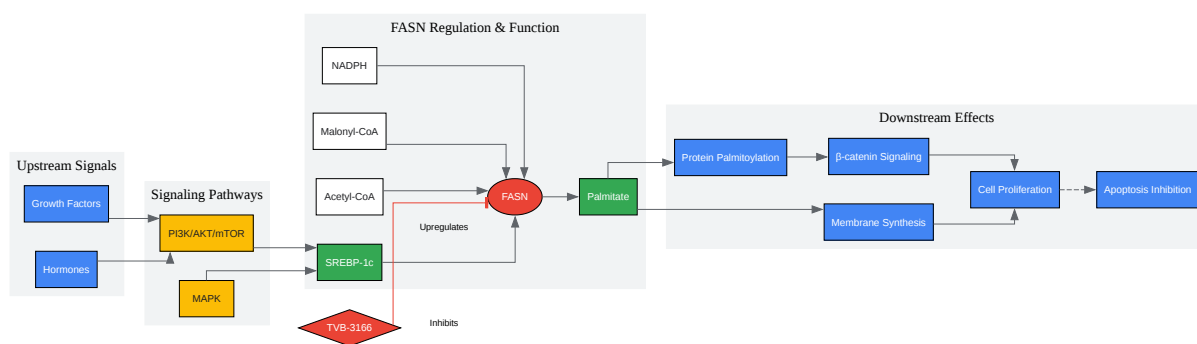 Upstream Signals
Growth Factors
Hormones
Signaling Pathways
PI3K/AKT/mTOR
MAPK
FASN Regulation & Function
NADPH
Malonyl-CoA
Acetyl-CoA
FASN
Palmitate
Upregulates
SREBP-1c
TVB-3166
Inhibits
Downstream Effects
Protein Palmitoylation
β-catenin Signaling
Cell Proliferation
Apoptosis Inhibition
Membrane Synthesis